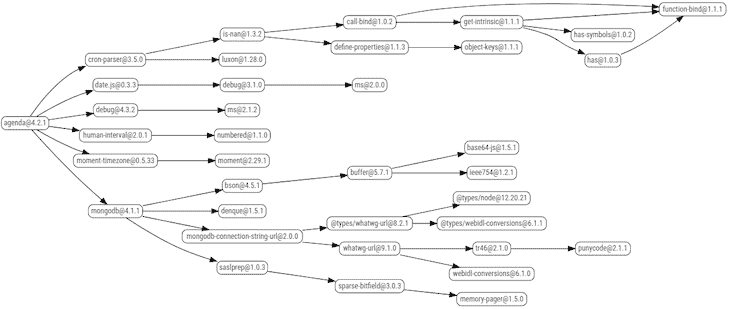 function-bind@1.1.1
call-bind@1.0.2
get-intrinsic@1.1.1
is-nan@1.3.2
has-symbols@1.0.2
define-properties@1.1.3
object-keys@1.1.1
cron-parser@3.5.0
luxon@1.28.0
has@1.0.3
date.js@0.3.3
debug@3.1.0
ms@2.0.0
debug@4.3.2
ms@2.1.2
agenda@4.2.1
human-interval@2.0.1
numbered@1.1.0
base64-js@1.5.1
moment-timezone@0.5.33
moment@2.29.1
buffer@5.7.1
ieee754@1.2.1
bson@4.5.1
@types/node@12.20.21
mongodb@4.1.1
denque@1.5.1
@types/whatwg-url@8.2.1
@types/webidl-conversions@6.1.1
mongodb-connection-string-url@2.0.0
whatwg-url@9.1.0
tr46@2.1.0
punycode@2.1.1
saslprep@1.0.3
webidl-conversions@6.1.0
sparse-bitfield@3.0.3
memory-pager@1.5.0